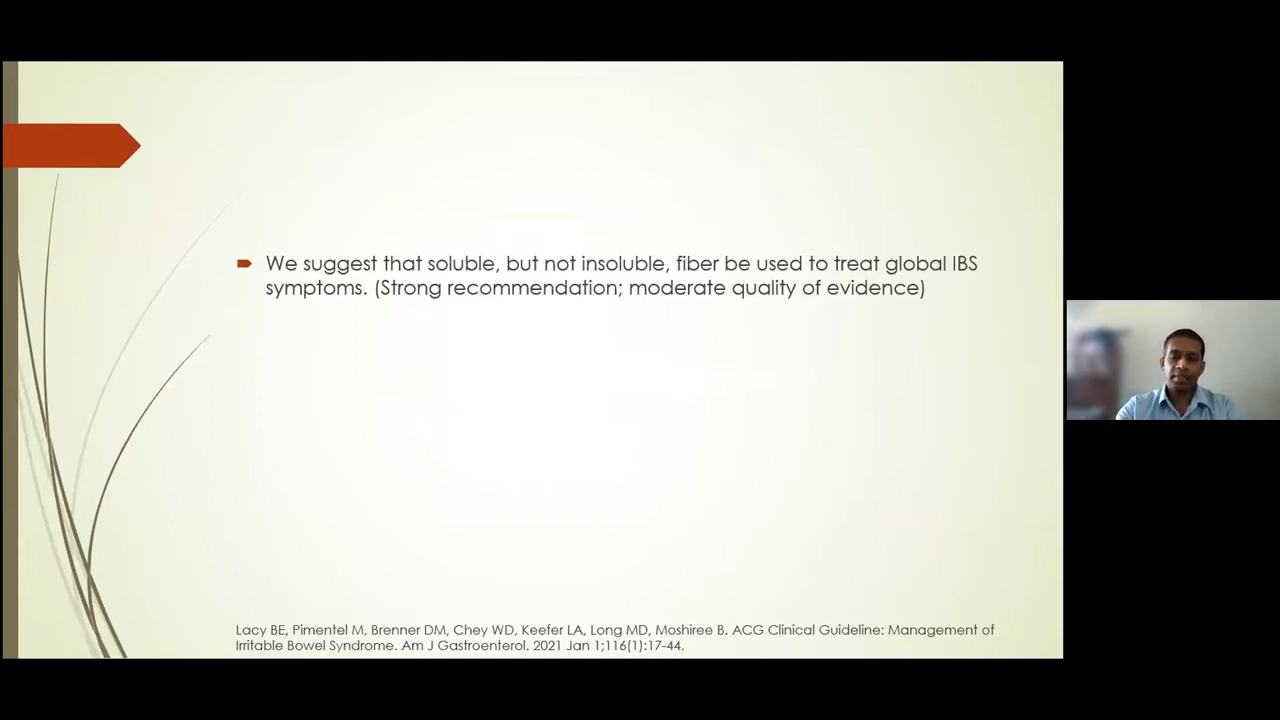 We suggest that soluble, but not insoluble, fiber be used to treat global IBS
symptoms. (Strong recommendation; moderate quality of evidence)
Lacy BE, Pimentel M, Brenner DM, Chey WD, Keefer LA, Long MD, Moshiree B. ACG Clinical Guideline: Management of
Irritable Bowel Syndrome. Am J Gastroenterol. 2021 Jan 1;116(1):17-44.